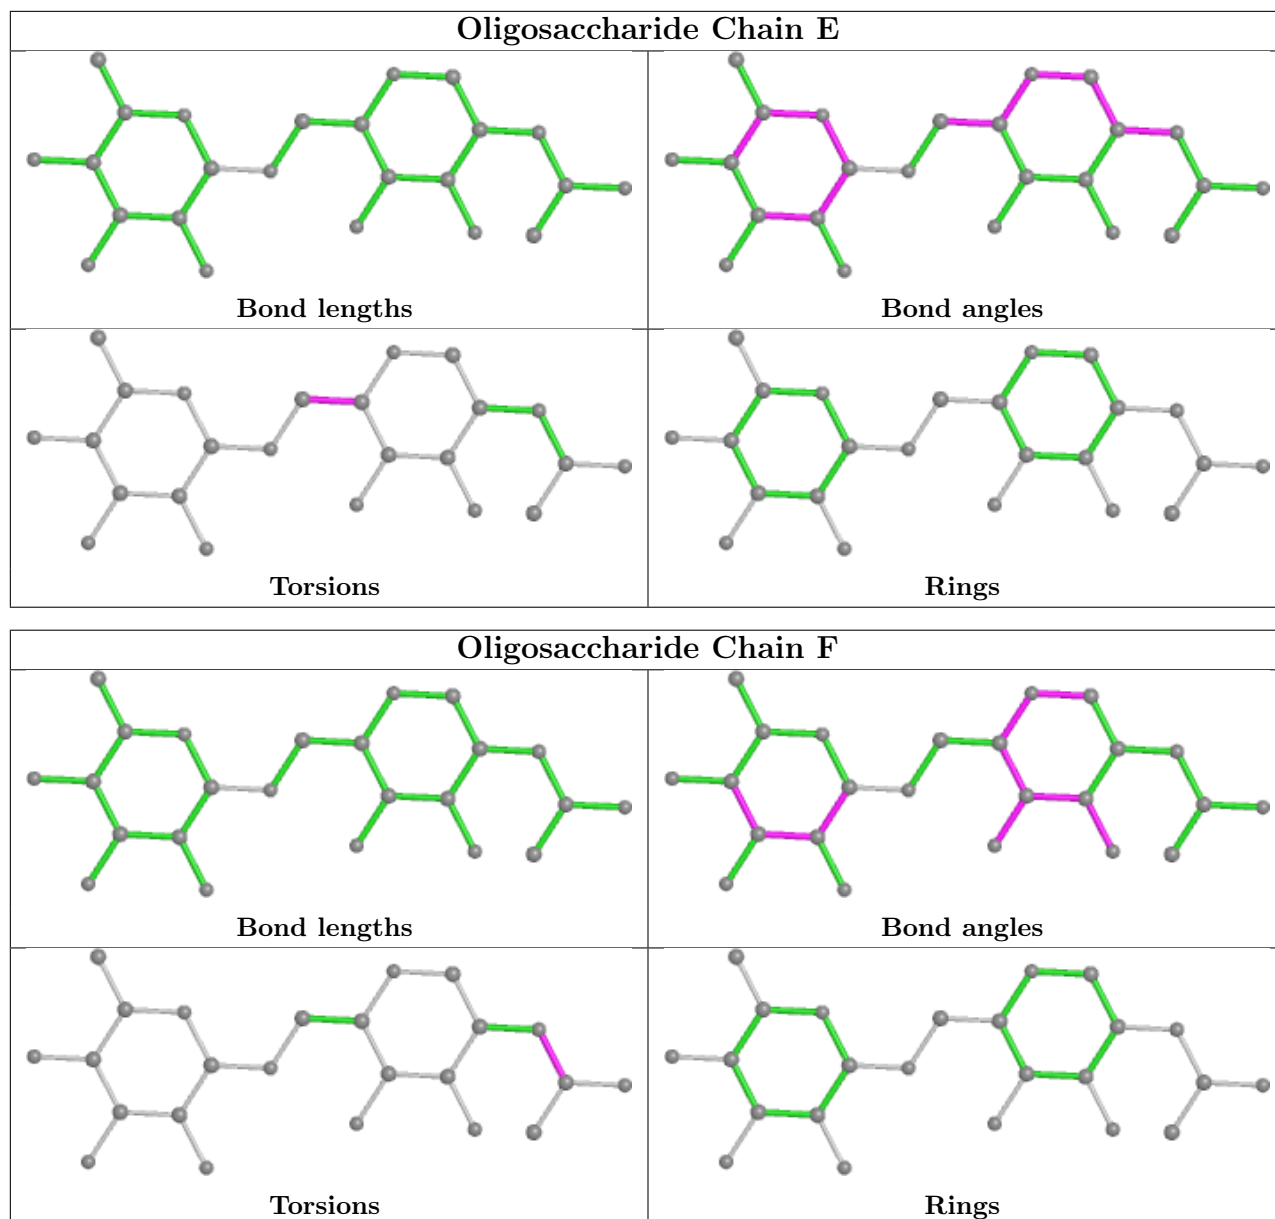 Oligosaccharide Chain E
Bond lengths
Bond angles
Torsions
Rings
Oligosaccharide Chain F
Bond lengths
Bond angles
Torsions
Rings